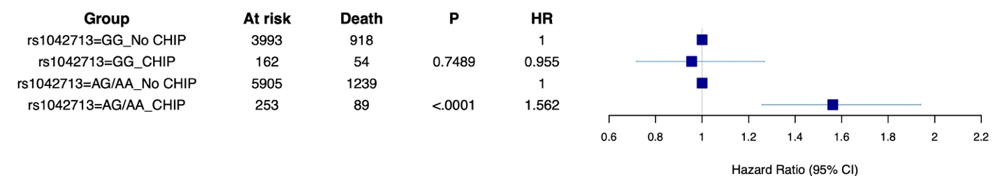 Group At risk Death P HR
rs1042713=GG_No CHIP 3993 918 1
rs1042713=GG_CHIP 162 54 0.7489 0.955
rs1042713=AG/AA_No CHIP 5905 1239 1
rs1042713=AG/AA_CHIP 253 89 <.0001 1.562
0.6 0.8 1 1.2 1.4 1.6 1.8 2 2.2
Hazard Ratio (95% CI)